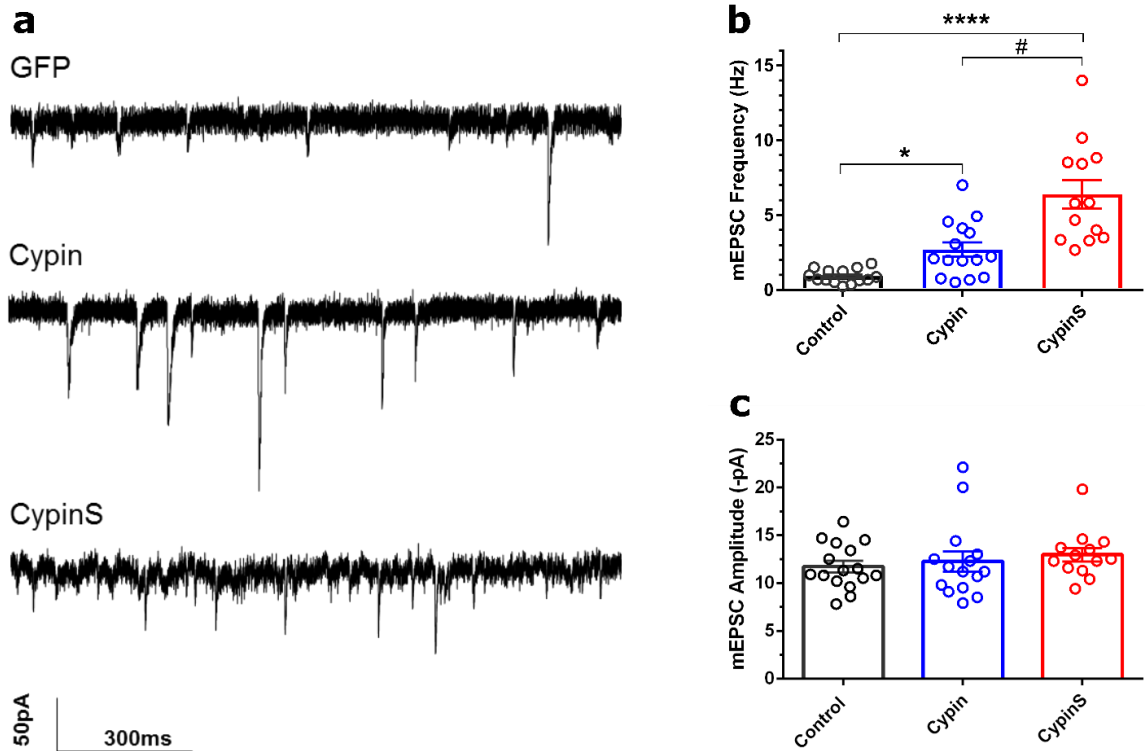 a
GFP
Cypin
CypinS
50pA
300ms
b
****
#
*
mEPSC Frequency (Hz)
15
10
5
0
Control
Cypin
CypinS
c
mEPSC Amplitude (-pA)
25
20
15
10
5
0
Control
Cypin
CypinS